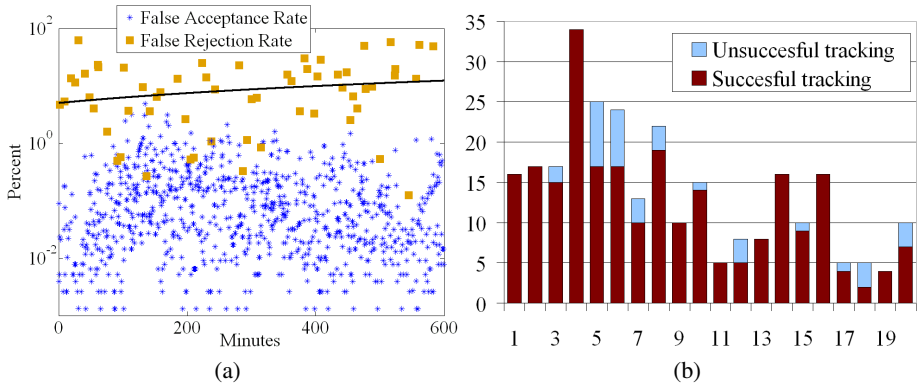 False Acceptance Rate
False Rejection Rate
10^2
10^0
10^-2
Percent
0
200
400
600
Minutes
(a)
35
30
25
20
15
10
5
0
Unsuccesful tracking
Succesful tracking
1 3 5 7 9 11 13 15 17 19
(b)